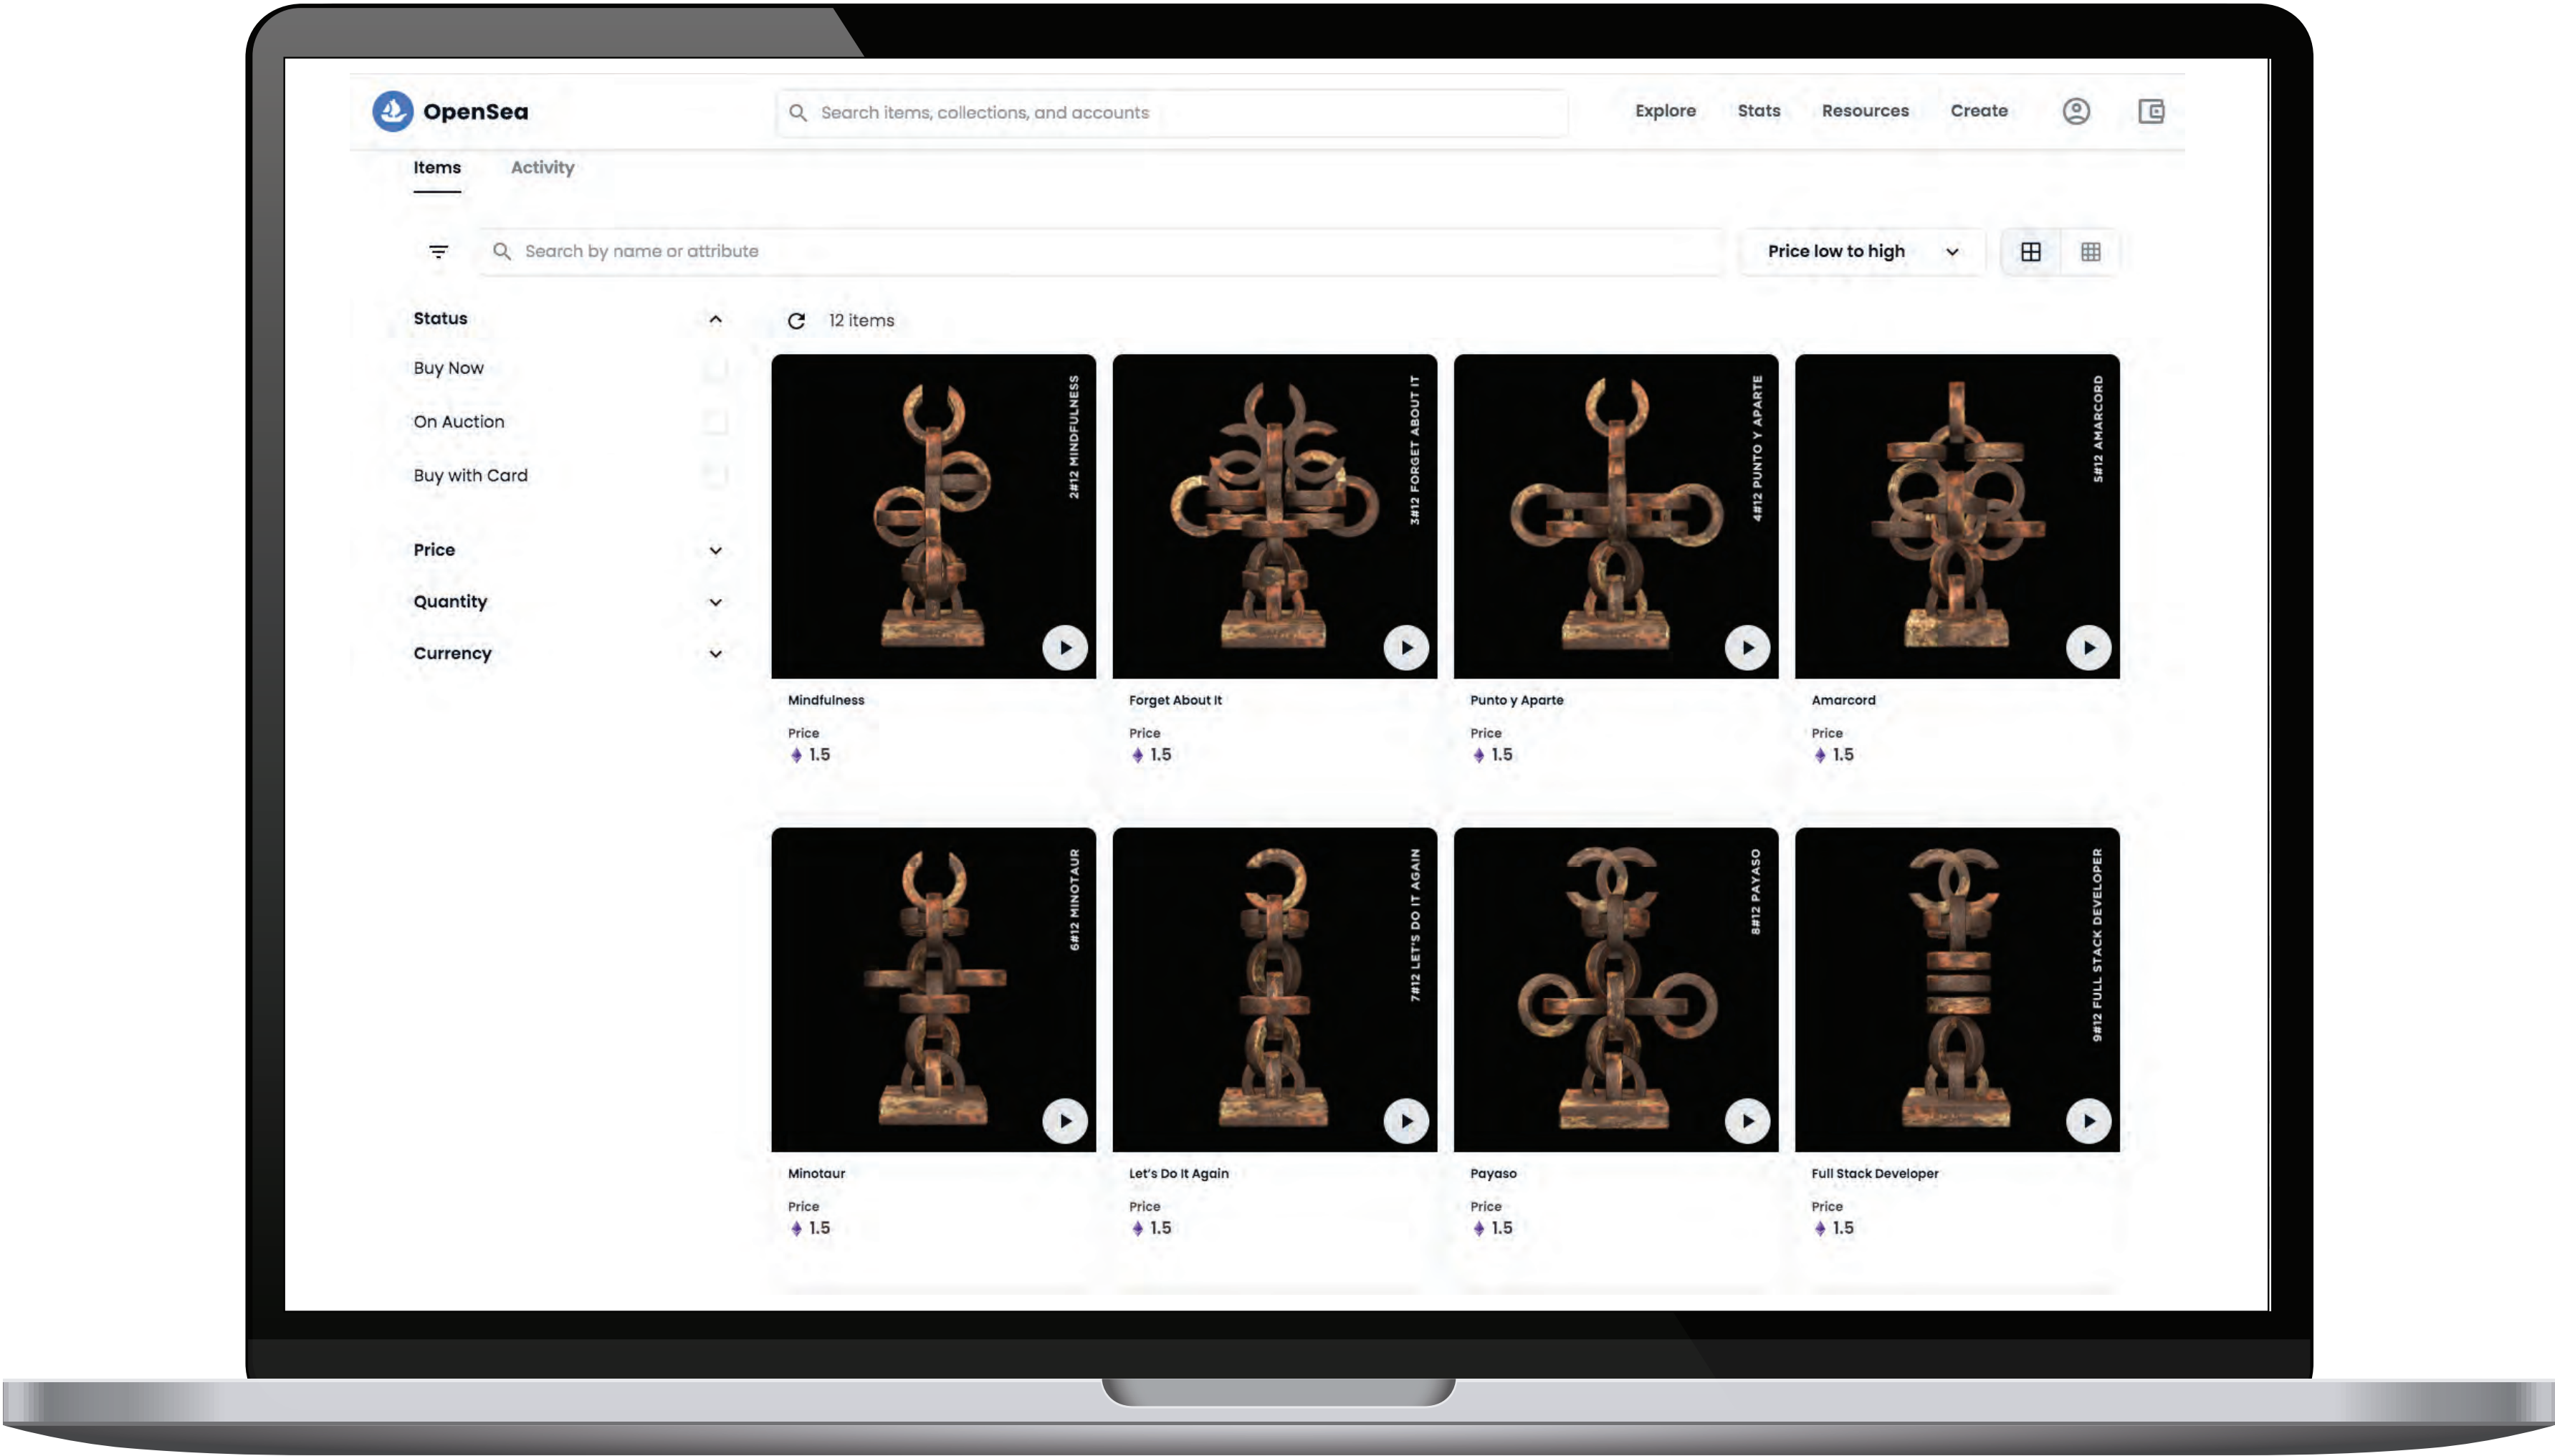 OpenSea
Search items, collections, and accounts
Explore
Stats
Resources
Create
Items
Activity
Search by name or attribute
Price low to high
Status
Buy Now
On Auction
Buy with Card
Price
Quantity
Currency
12 items
2#12 MINDFULNESS
3#12 FORGET ABOUT IT
4#12 PUNTO Y APARTE
5#12 AMARCORD
Mindfulness
Price
1.5
Forget About It
Price
1.5
Punto y Aparte
Price
1.5
Amarcord
Price
1.5
6#12 MINOTAUR
7#12 LET'S DO IT AGAIN
8#12 PAYASO
9#12 FULL STACK DEVELOPER
Minotaur
Price
1.5
Let's Do It Again
Price
1.5
Payaso
Price
1.5
Full Stack Developer
Price
1.5